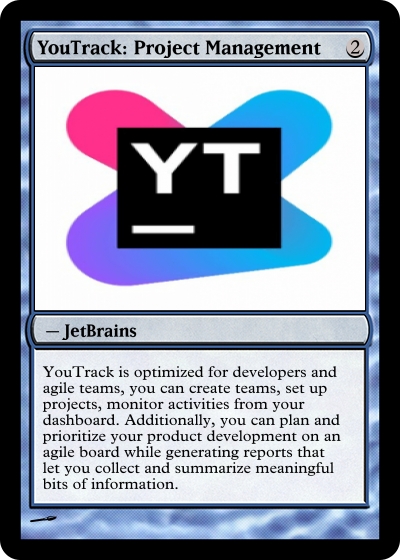 YouTrack: Project Management 2
YT
— JetBrains
YouTrack is optimized for developers and
agile teams, you can create teams, set up
projects, monitor activities from your
dashboard. Additionally, you can plan and
prioritize your product development on an
agile board while generating reports that
let you collect and summarize meaningful
bits of information.